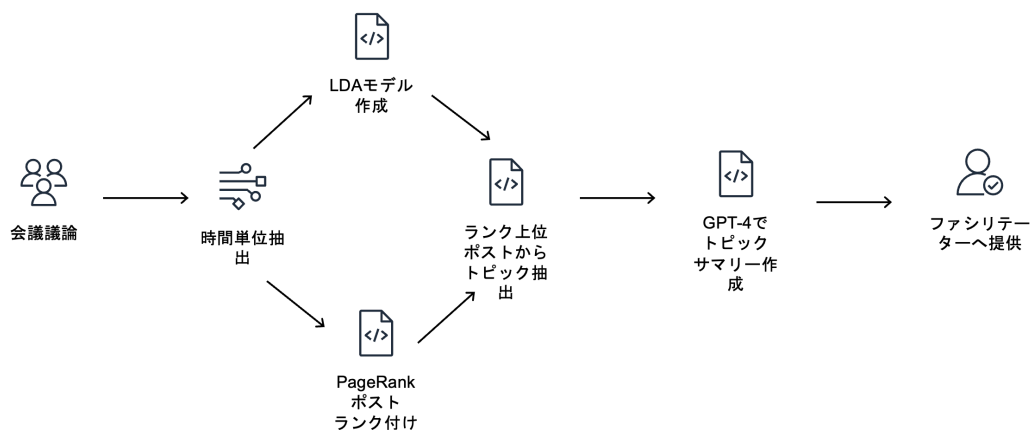 会議議論
時間単位抽
出
</>
LDAモデル
作成
</>
PageRank
ポスト
ランク付け
</>
ランク上位
ポストから
トピック抽
出
</>
GPT-4で
トピック
サマリー作
成
ファシリテー
ターへ提供